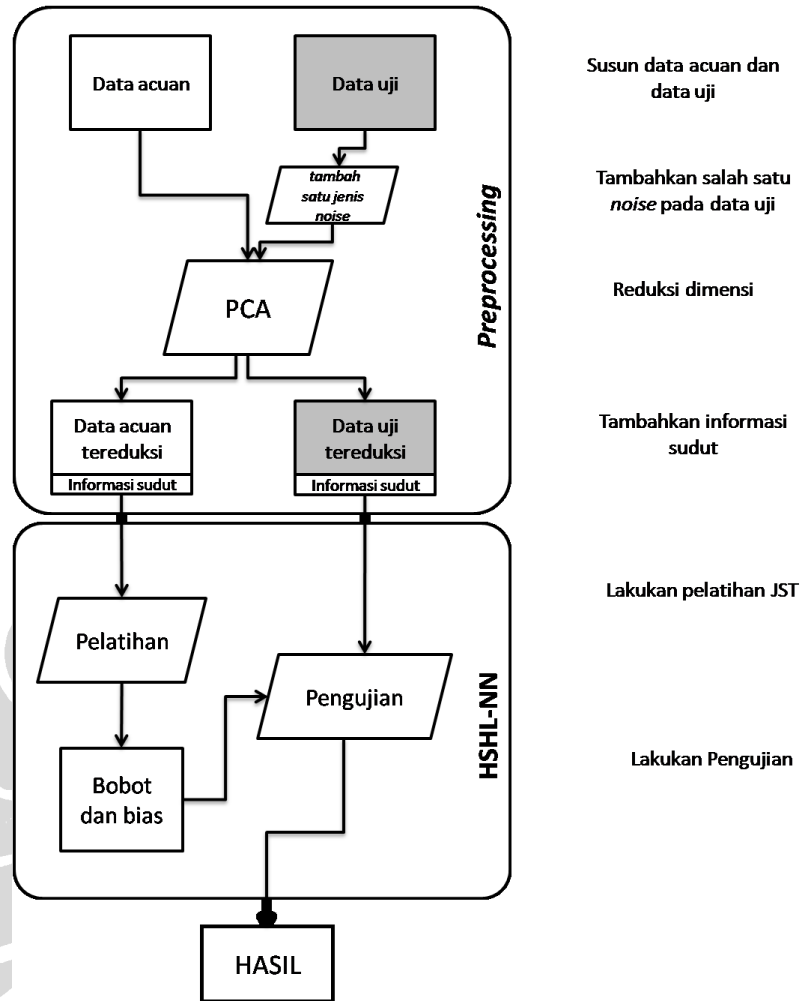 Data acuan
Data uji
Susun data acuan dan
data uji
tambah
satu jenis
noise
Tambahkan salah satu
noise pada data uji
Preprocessing
PCA
Reduksi dimensi
Data acuan
tereduksi
Informasi sudut
Data uji
tereduksi
Informasi sudut
Tambahkan informasi
sudut
Pelatihan
Lakukan pelatihan JST
Pengujian
HSHL-NN
Bobot
dan bias
Lakukan Pengujian
HASIL